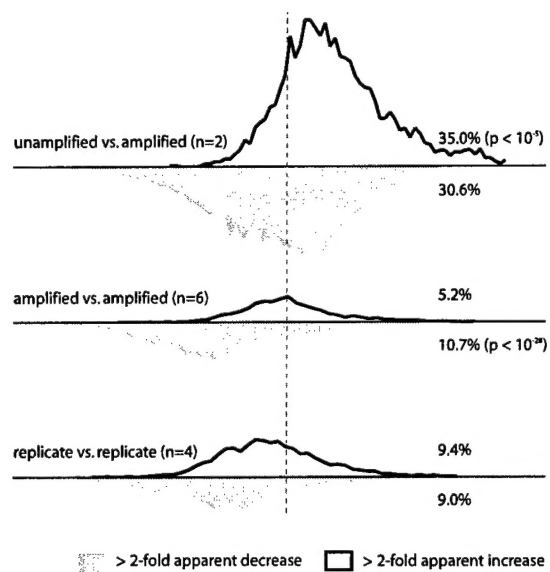 unamplified vs. amplified (n=2)
35.0% (p < 10⁻⁵)
30.6%
amplified vs. amplified (n=6)
5.2%
10.7% (p < 10⁻²⁸)
replicate vs. replicate (n=4)
9.4%
9.0%
> 2-fold apparent decrease
> 2-fold apparent increase